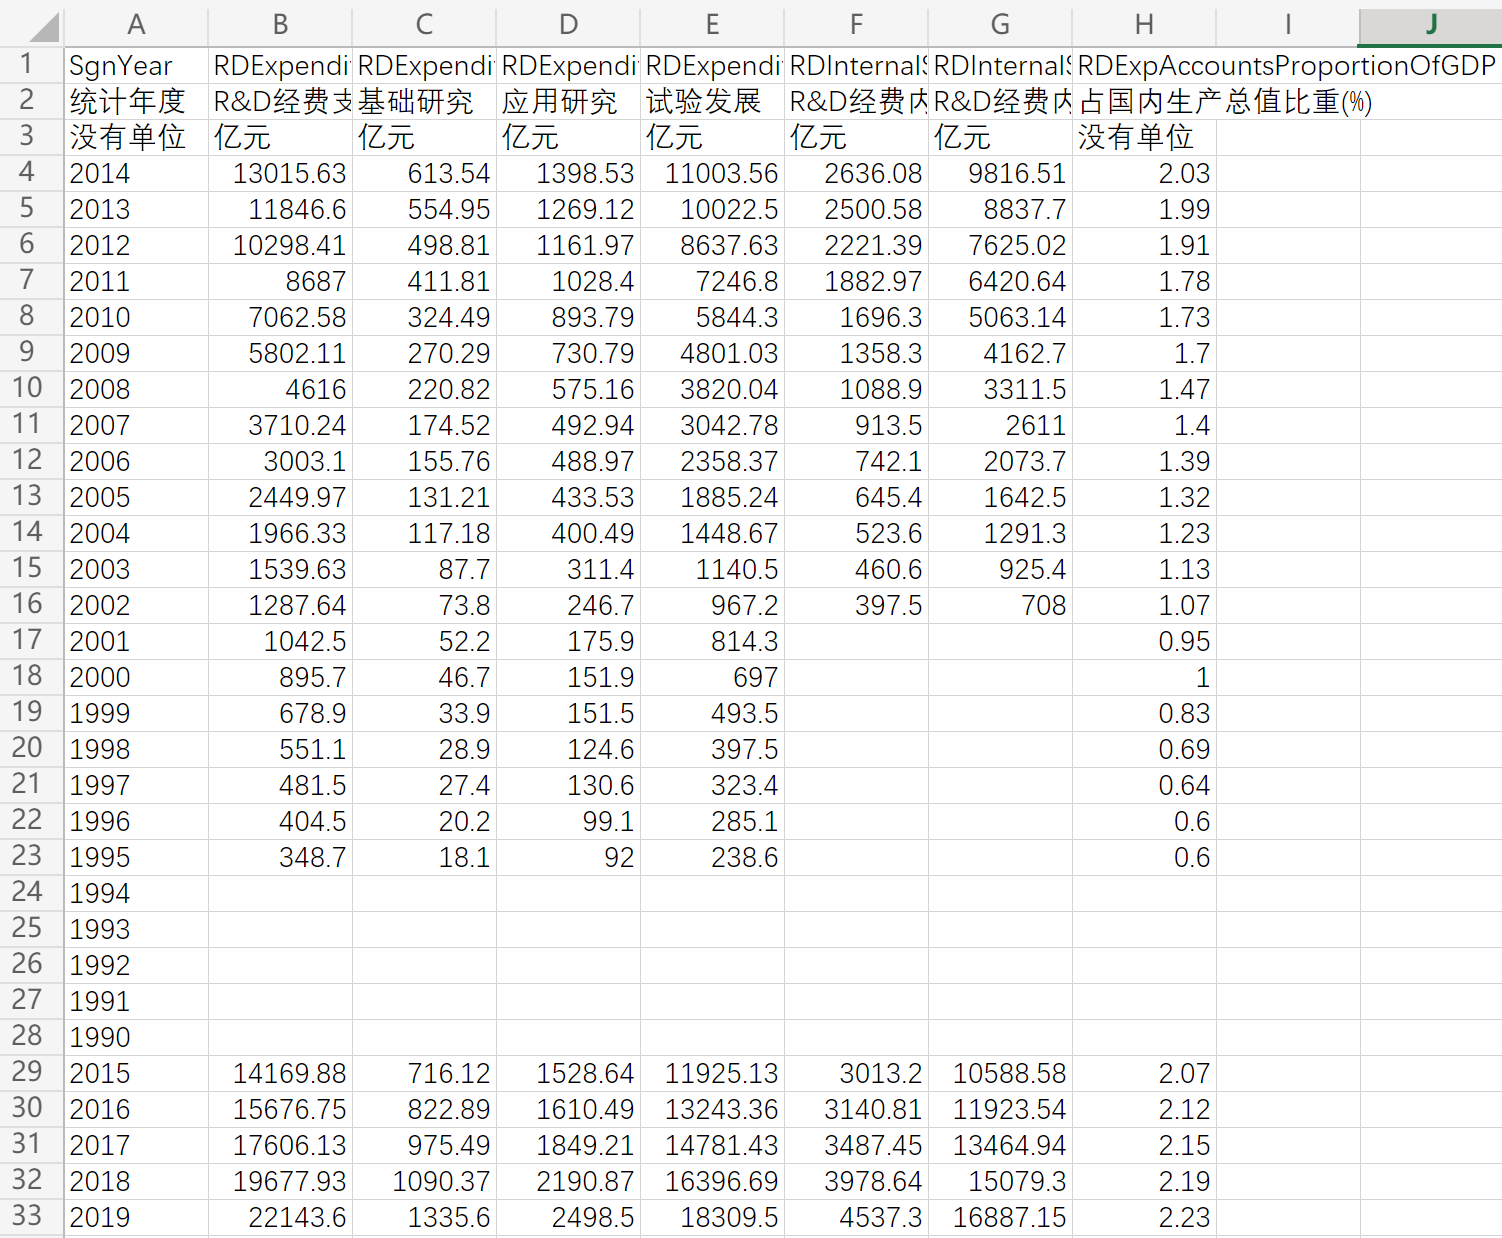 A B C D E F G H I J
1 SgnYear RDExpendi RDExpendi RDExpendi RDExpendi RDInternalS RDInternalS RDExpAccountsProportionOfGDP
2 统计年度 R&D经费支 基础研究 应用研究 试验发展 R&D经费内 R&D经费内 占国内生产总值比重(%)
3 没有单位 亿元 亿元 亿元 亿元 亿元 亿元 没有单位
4 2014 13015.63 613.54 1398.53 11003.56 2636.08 9816.51 2.03
5 2013 11846.6 554.95 1269.12 10022.5 2500.58 8837.7 1.99
6 2012 10298.41 498.81 1161.97 8637.63 2221.39 7625.02 1.91
7 2011 8687 411.81 1028.4 7246.8 1882.97 6420.64 1.78
8 2010 7062.58 324.49 893.79 5844.3 1696.3 5063.14 1.73
9 2009 5802.11 270.29 730.79 4801.03 1358.3 4162.7 1.7
10 2008 4616 220.82 575.16 3820.04 1088.9 3311.5 1.47
11 2007 3710.24 174.52 492.94 3042.78 913.5 2611 1.4
12 2006 3003.1 155.76 488.97 2358.37 742.1 2073.7 1.39
13 2005 2449.97 131.21 433.53 1885.24 645.4 1642.5 1.32
14 2004 1966.33 117.18 400.49 1448.67 523.6 1291.3 1.23
15 2003 1539.63 87.7 311.4 1140.5 460.6 925.4 1.13
16 2002 1287.64 73.8 246.7 967.2 397.5 708 1.07
17 2001 1042.5 52.2 175.9 814.3 0.95
18 2000 895.7 46.7 151.9 697 1
19 1999 678.9 33.9 151.5 493.5 0.83
20 1998 551.1 28.9 124.6 397.5 0.69
21 1997 481.5 27.4 130.6 323.4 0.64
22 1996 404.5 20.2 99.1 285.1 0.6
23 1995 348.7 18.1 92 238.6 0.6
24 1994
25 1993
26 1992
27 1991
28 1990
29 2015 14169.88 716.12 1528.64 11925.13 3013.2 10588.58 2.07
30 2016 15676.75 822.89 1610.49 13243.36 3140.81 11923.54 2.12
31 2017 17606.13 975.49 1849.21 14781.43 3487.45 13464.94 2.15
32 2018 19677.93 1090.37 2190.87 16396.69 3978.64 15079.3 2.19
33 2019 22143.6 1335.6 2498.5 18309.5 4537.3 16887.15 2.23